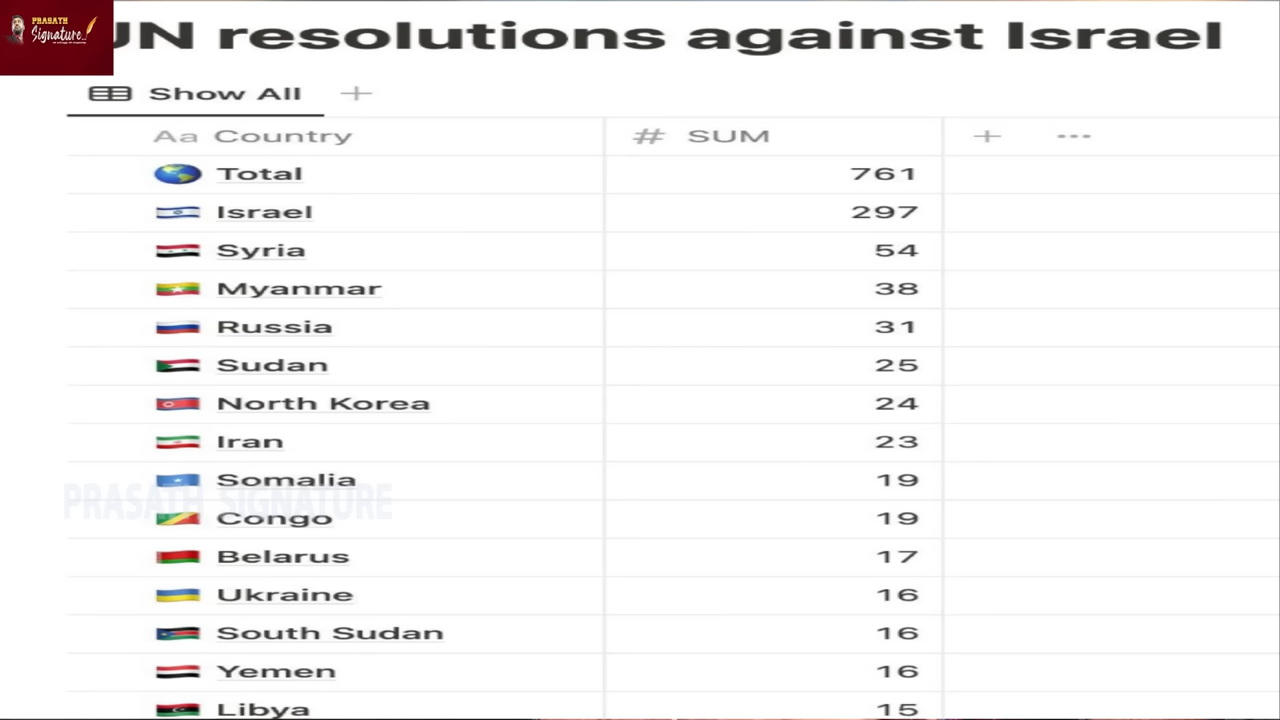 PRASATH
Signature
UN resolutions against Israel
Show All
Aa Country # SUM
Total 761
Israel 297
Syria 54
Myanmar 38
Russia 31
Sudan 25
North Korea 24
Iran 23
Somalia 19
PRASATH SIGNATURE
Congo 19
Belarus 17
Ukraine 16
South Sudan 16
Yemen 16
Libya 15